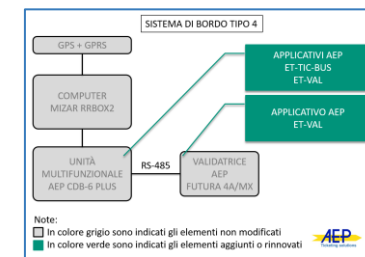 SISTEMA DI BORDO TIPO 4
GPS + GPRS
APPLICATIVI AEP
ET-TIC-BUS
ET-VAL
COMPUTER
MIZAR RRBOX2
APPLICATIVO AEP
ET-VAL
UNITÀ
MULTIFUNZIONALE
AEP CDB-6 PLUS
RS-485
VALIDATRICE
AEP
FUTURA 4A/MX
Note:
In colore grigio sono indicati gli elementi non modificati
In colore verde sono indicati gli elementi aggiunti o rinnovati
AEP
Ticketing solutions